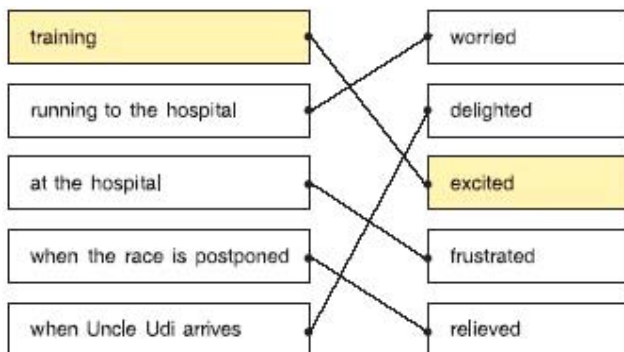 training
worried
running to the hospital
delighted
at the hospital
excited
when the race is postponed
frustrated
when Uncle Udi arrives
relieved